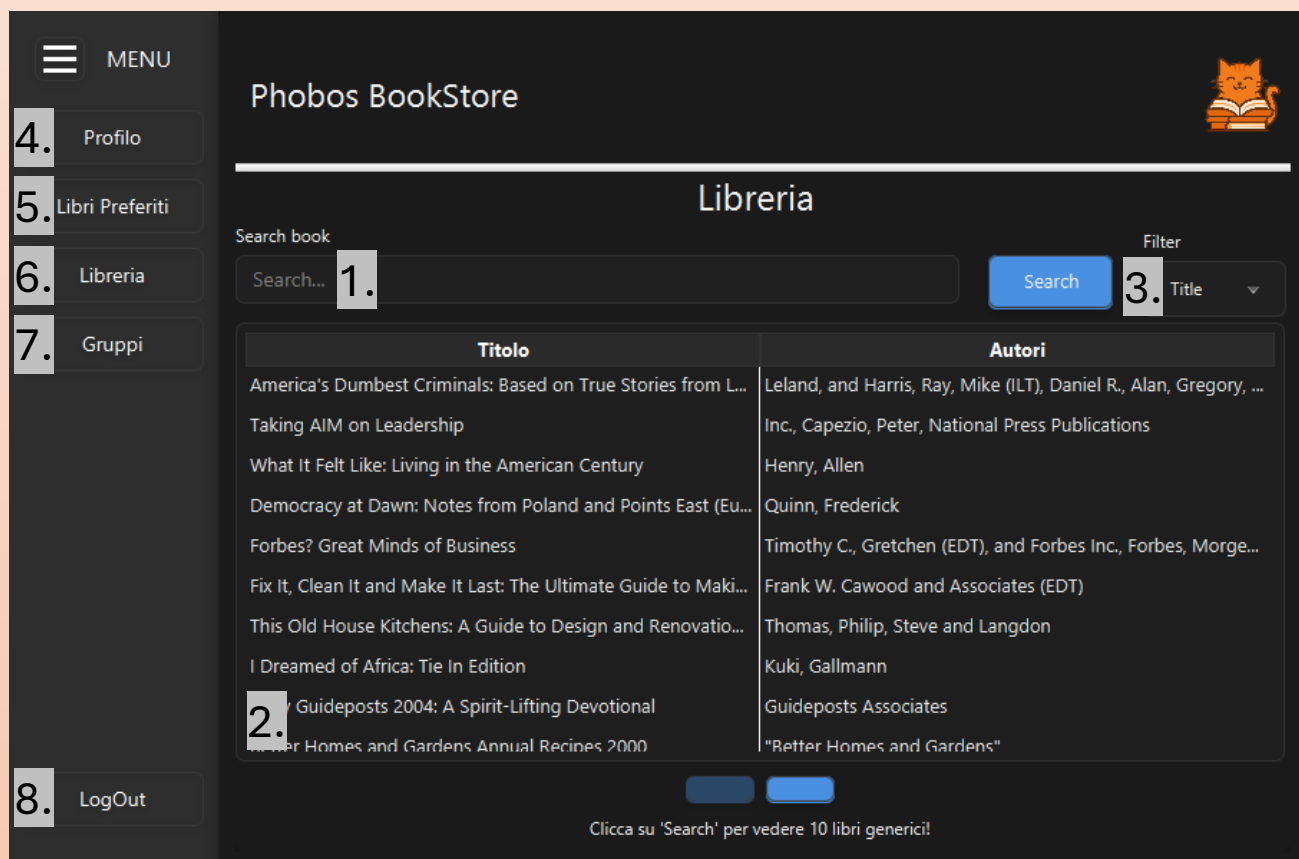 MENU
Phobos BookStore
4. Profilo
5. Libri Preferiti
6. Libreria
7. Gruppi
8. LogOut
Libreria
Search book
Filter
Search... 1.
Search
3. Title
Titolo Autori
America's Dumbest Criminals: Based on True Stories from L... Leland, and Harris, Ray, Mike (ILT), Daniel R., Alan, Gregory, ...
Taking AIM on Leadership Inc., Capezio, Peter, National Press Publications
What It Felt Like: Living in the American Century Henry, Allen
Democracy at Dawn: Notes from Poland and Points East (Eu... Quinn, Frederick
Forbes? Great Minds of Business Timothy C., Gretchen (EDT), and Forbes Inc., Forbes, Morge...
Fix It, Clean It and Make It Last: The Ultimate Guide to Maki... Frank W. Cawood and Associates (EDT)
This Old House Kitchens: A Guide to Design and Renovatio... Thomas, Philip, Steve and Langdon
I Dreamed of Africa: Tie In Edition Kuki, Gallmann
Guideposts 2004: A Spirit-Lifting Devotional Guideposts Associates
2. Homes and Gardens Annual Recipes 2000 "Better Homes and Gardens"
Clicca su 'Search' per vedere 10 libri generici!